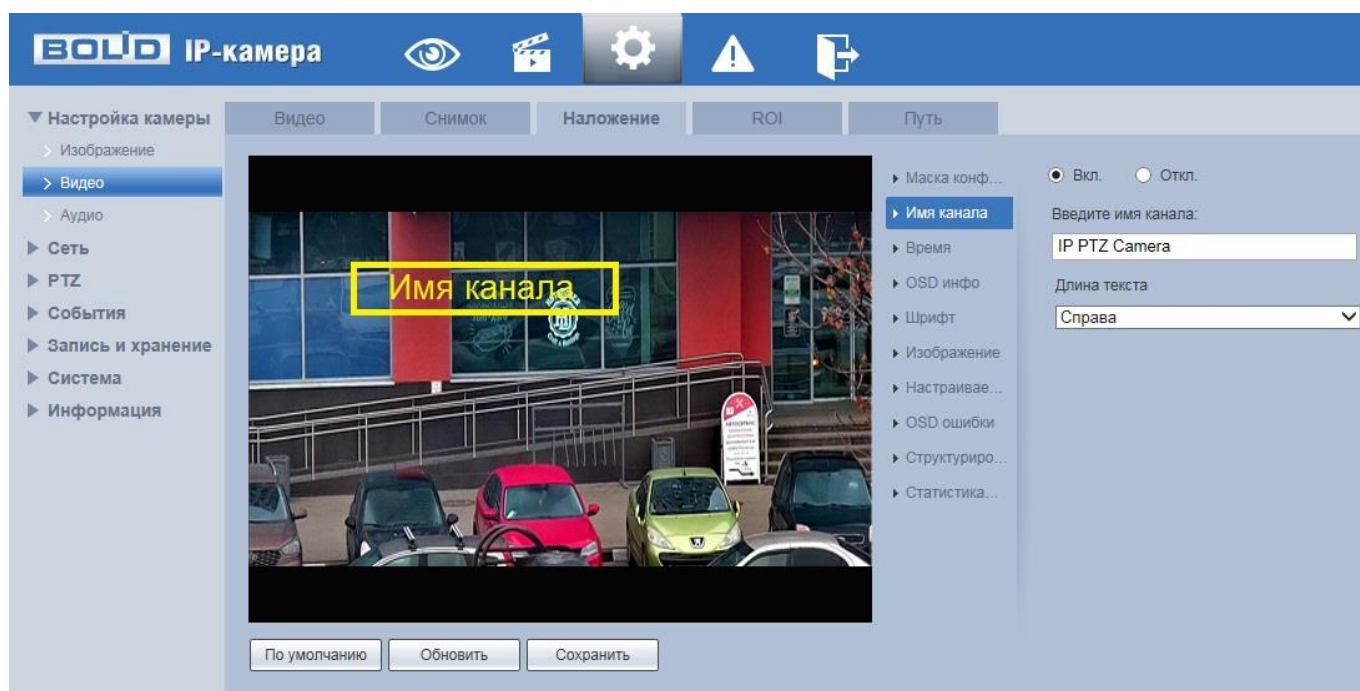 BOLID IP-камера
Настройка камеры
Изображение
Видео
Аудио
Сеть
PTZ
События
Запись и хранение
Система
Информация
Видео Снимок Наложение ROI Путь
Имя канала
АВТОСЕРВИС
По умолчанию Обновить Сохранить
Маска конф...
Имя канала
Время
OSD инфо
Шрифт
Изображение
Настраивае...
OSD ошибки
Структуриро...
Статистика...
Вкл. Откл.
Введите имя канала:
IP PTZ Camera
Длина текста
Справа